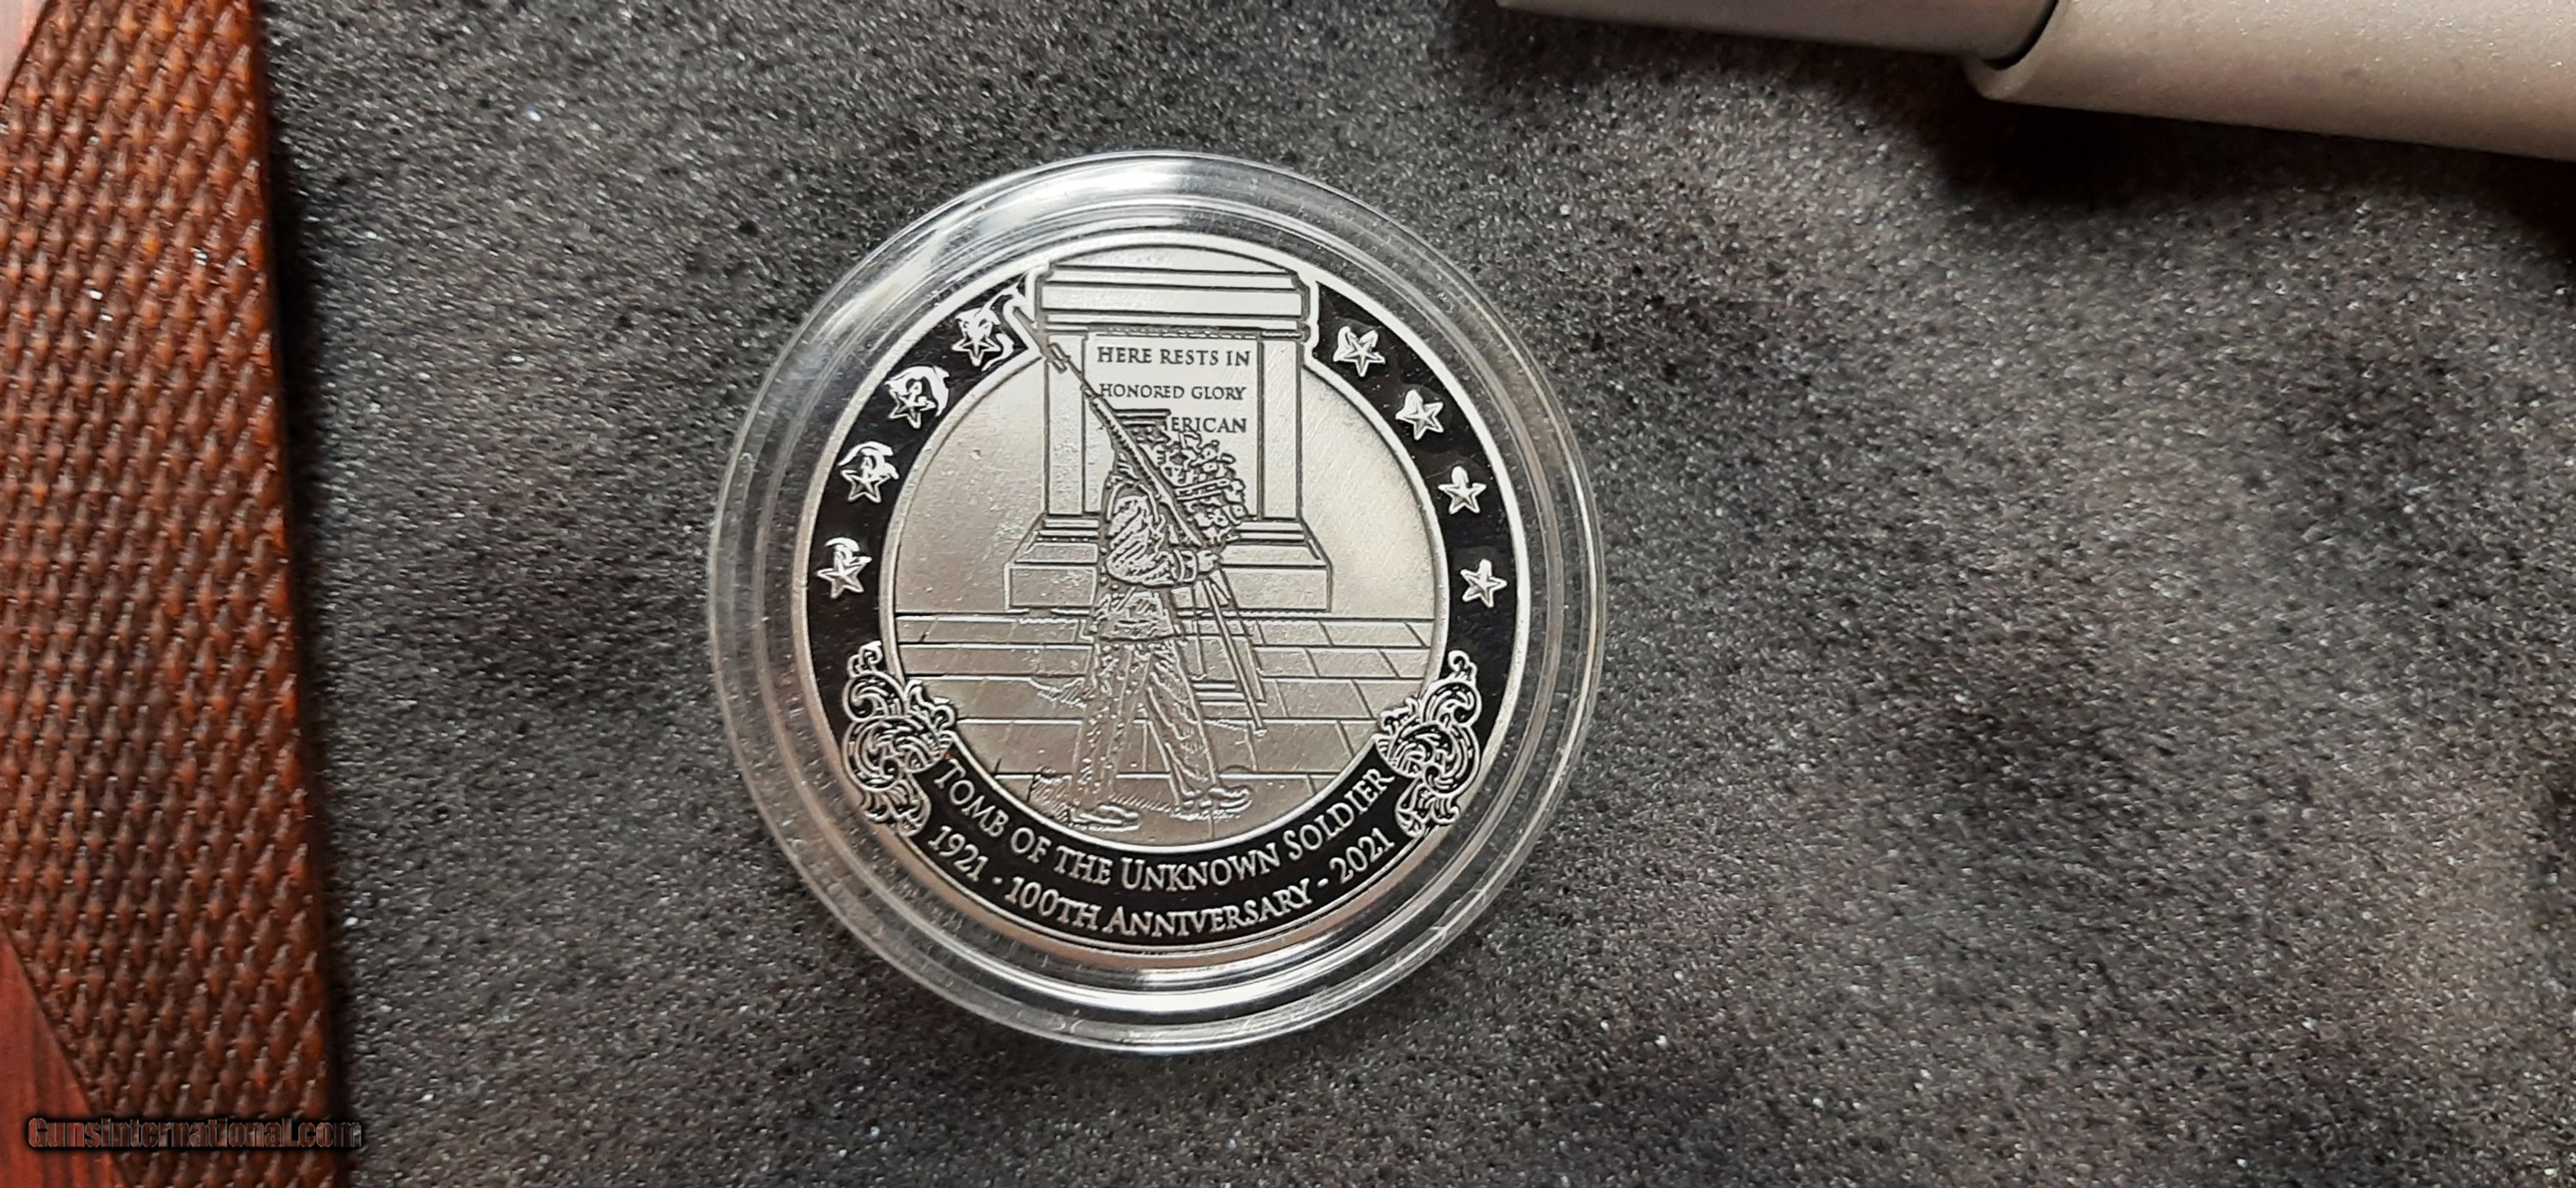 HERE RESTS IN
HONORED GLORY
ERICAN
TOMB OF THE UNKNOWN SOLDIER
1921 - 100TH ANNIVERSARY - 2021
GunsInternational.com